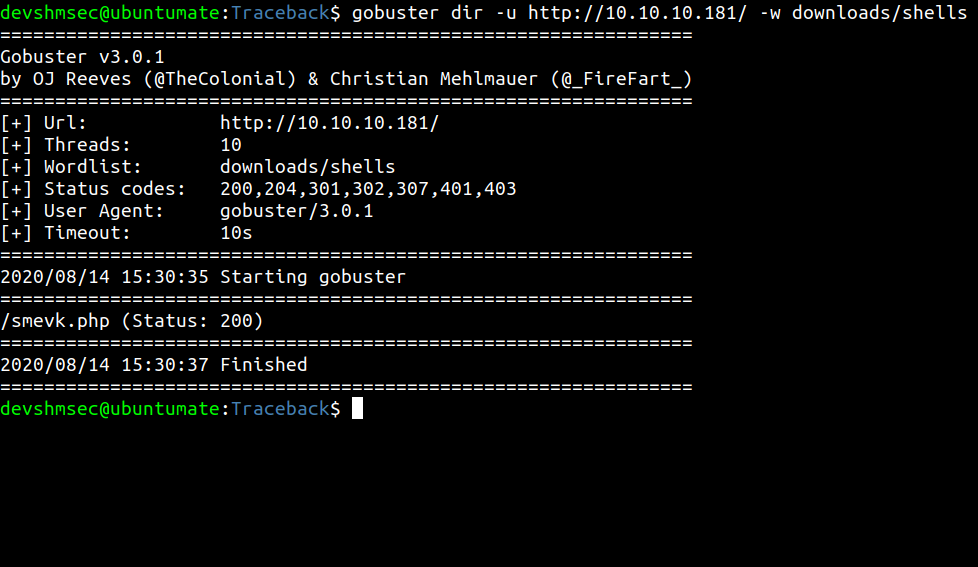 devshmsec@ubuntumate:Traceback$ gobuster dir -u http://10.10.10.181/ -w downloads/shells
===============================================================
Gobuster v3.0.1
by OJ Reeves (@TheColonial) & Christian Mehlmauer (@_FireFart_)
===============================================================
[+] Url:            http://10.10.10.181/
[+] Threads:        10
[+] Wordlist:       downloads/shells
[+] Status codes:   200,204,301,302,307,401,403
[+] User Agent:     gobuster/3.0.1
[+] Timeout:        10s
===============================================================
2020/08/14 15:30:35 Starting gobuster
===============================================================
/smevk.php (Status: 200)
===============================================================
2020/08/14 15:30:37 Finished
===============================================================
devshmsec@ubuntumate:Traceback$